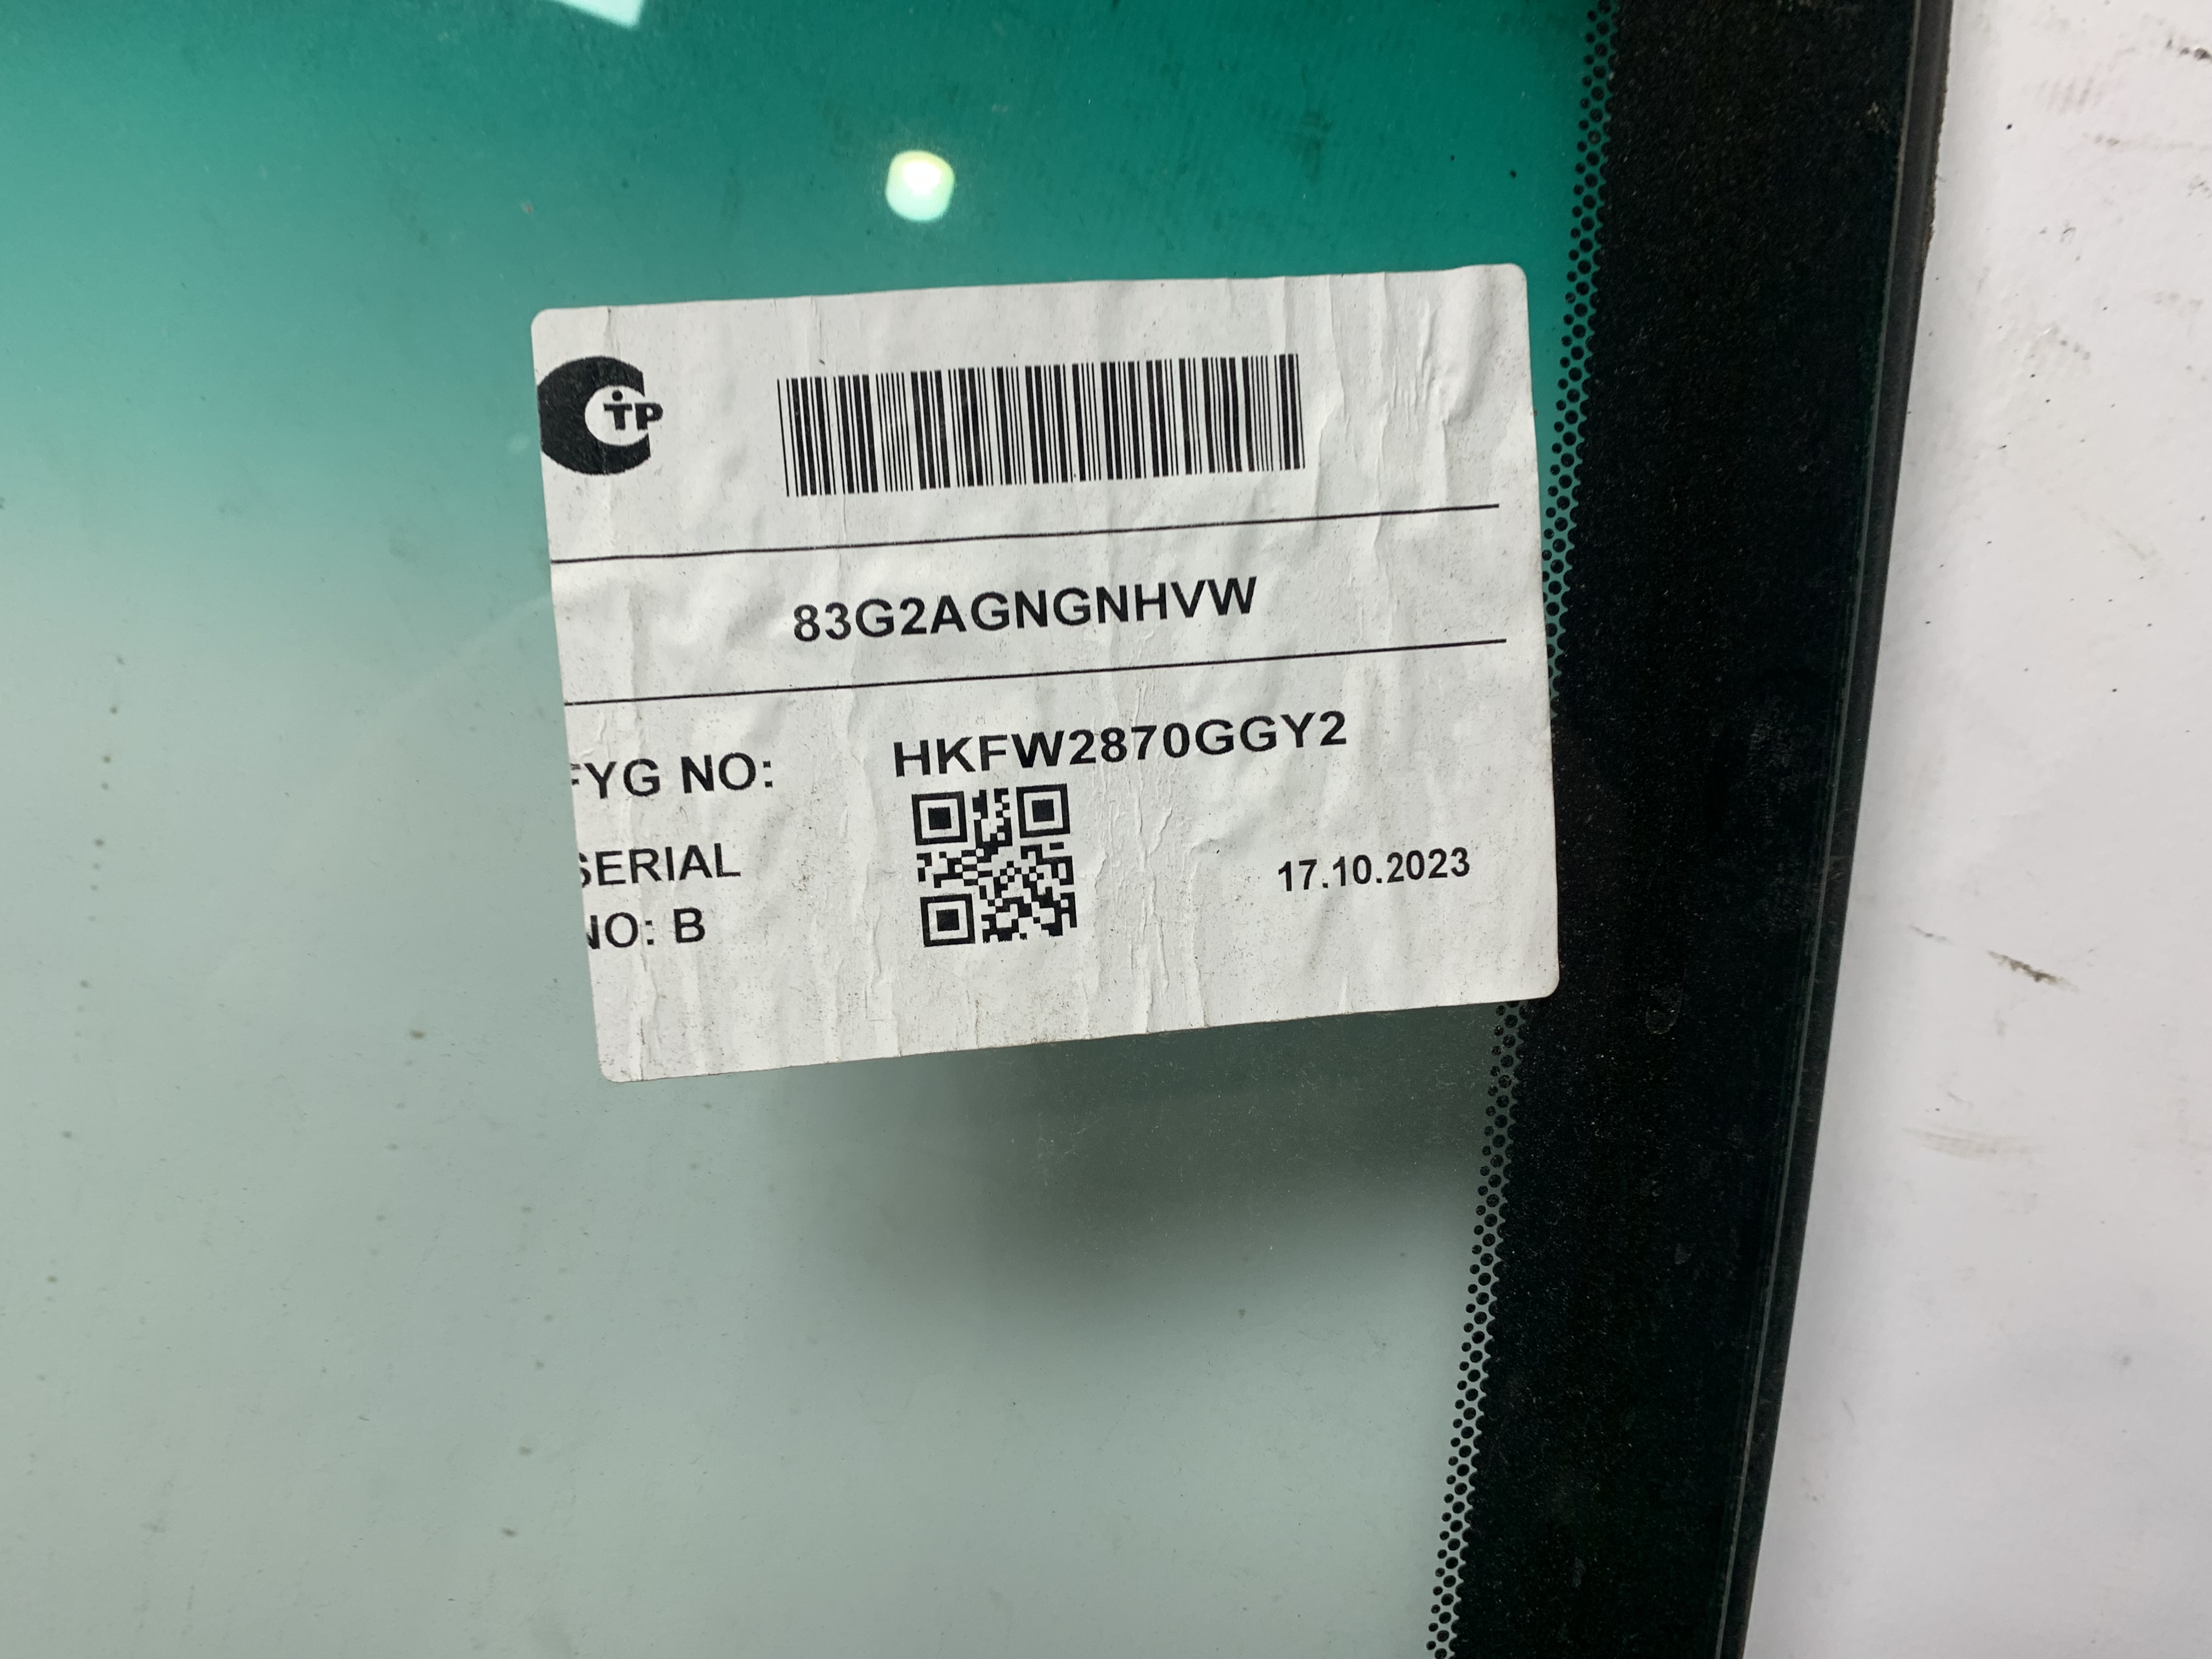 TP
83G2AGNGNHVW
FYG NO: HKFW2870GGY2
SERIAL
NO: B
17.10.2023